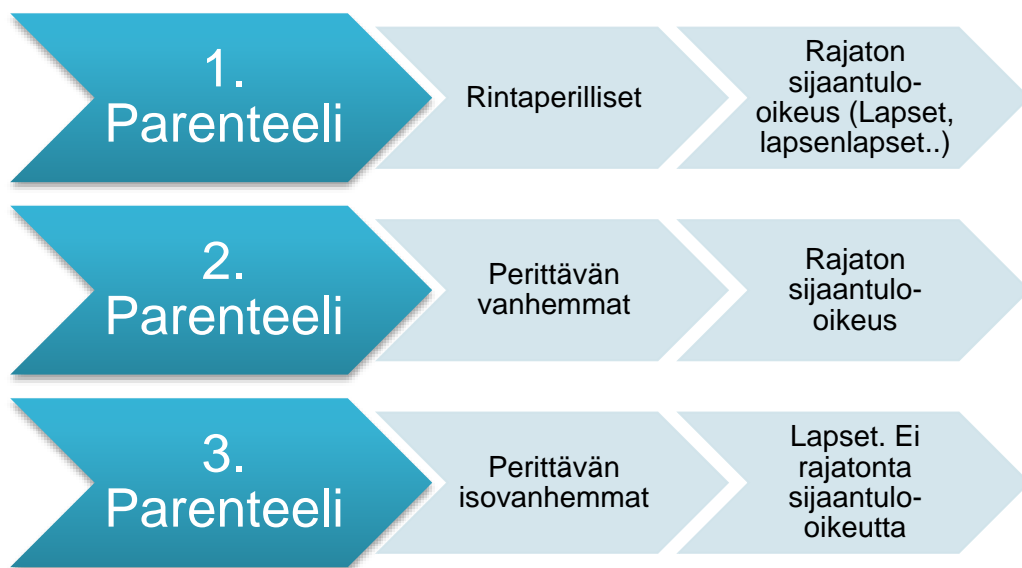 1.
Parenteeli
Rintaperilliset
Rajaton
sijaantulo-
oikeus (Lapset,
lapsenlapset..)
2.
Parenteeli
Perittävän
vanhemmat
Rajaton
sijaantulo-
oikeus
3.
Parenteeli
Perittävän
isovanhemmat
Lapset. Ei
rajatonta
sijaantulo-
oikeutta